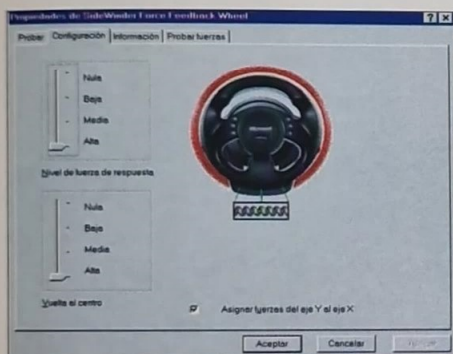 Propiedades de SideWinder Force Feedback Wheel
Probar Configuración Información Probar fuerzas
Nula
Baja
Media
Alta
Nivel de fuerza de respuesta
Nula
Baja
Media
Alta
Vuelta al centro
Asignar fuerzas del eje Y al eje X
Aceptar Cancelar